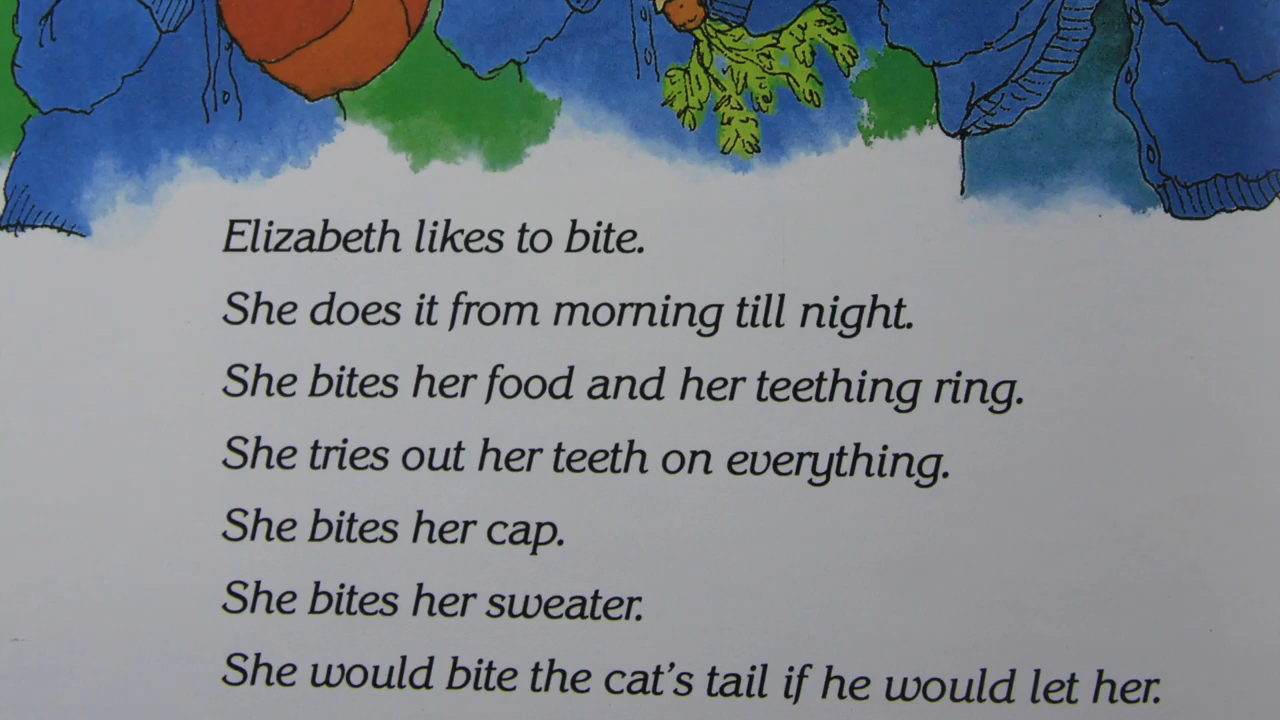 Elizabeth likes to bite.
She does it from morning till night.
She bites her food and her teething ring.
She tries out her teeth on everything.
She bites her cap.
She bites her sweater.
She would bite the cat's tail if he would let her.